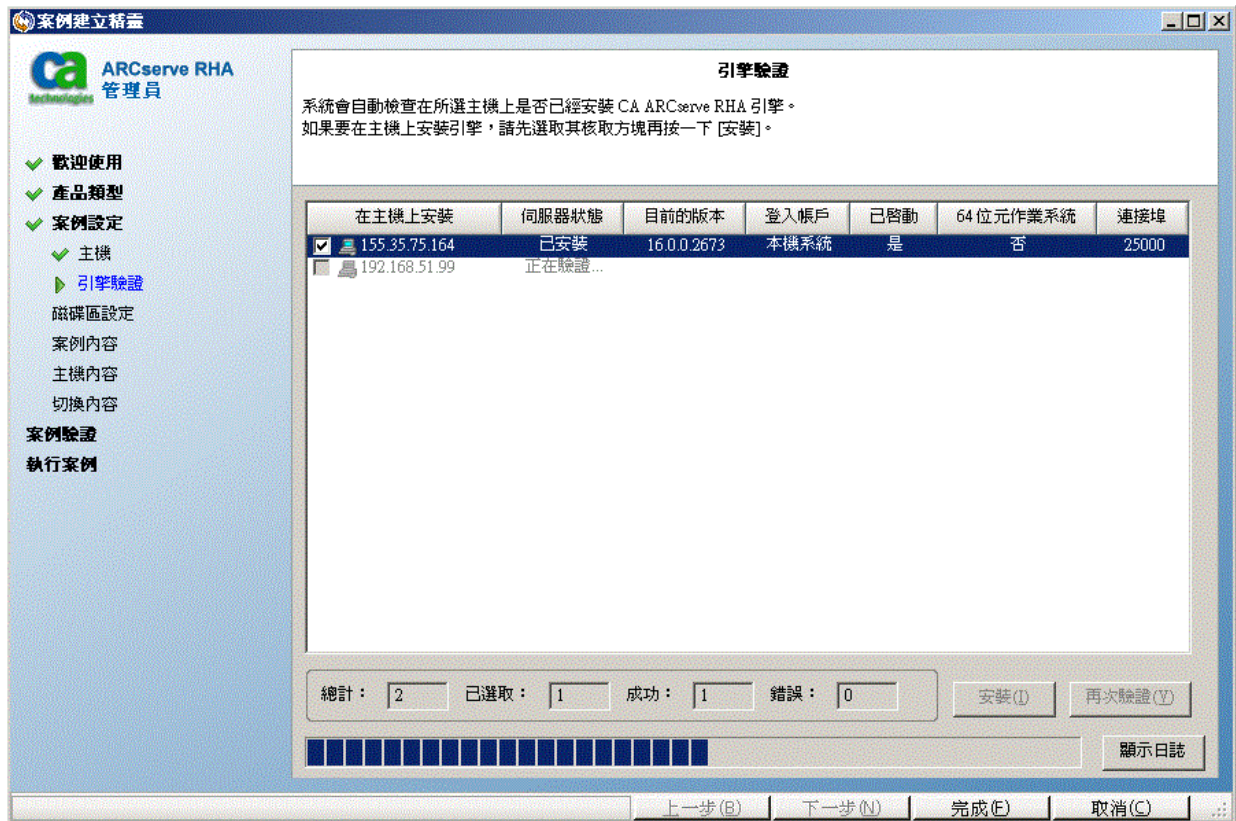 案例建立精靈
ca
technologies
ARCserve RHA
管理員
歡迎使用
產品類型
案例設定
主機
引擎驗證
磁碟區設定
案例內容
主機內容
切換內容
案例驗證
執行案例
引擎驗證
系統會自動檢查在所選主機上是否已經安裝 CA ARCserve RHA 引擎。
如果要在主機上安裝引擎，請先選取其核取方塊再按一下 [安裝]。
在主機上安裝 伺服器狀態 目前的版本 登入帳戶 已啓動 64 位元作業系統 連接埠
155.35.75.164 已安裝 16.0.0.2673 本機系統 是 否 25000
192.168.51.99 正在驗證...
總計： 2 已選取： 1 成功： 1 錯誤： 0 安裝(I) 再次驗證(V)
顯示日誌
上一步(B) 下一步(N) 完成(F) 取消(C)